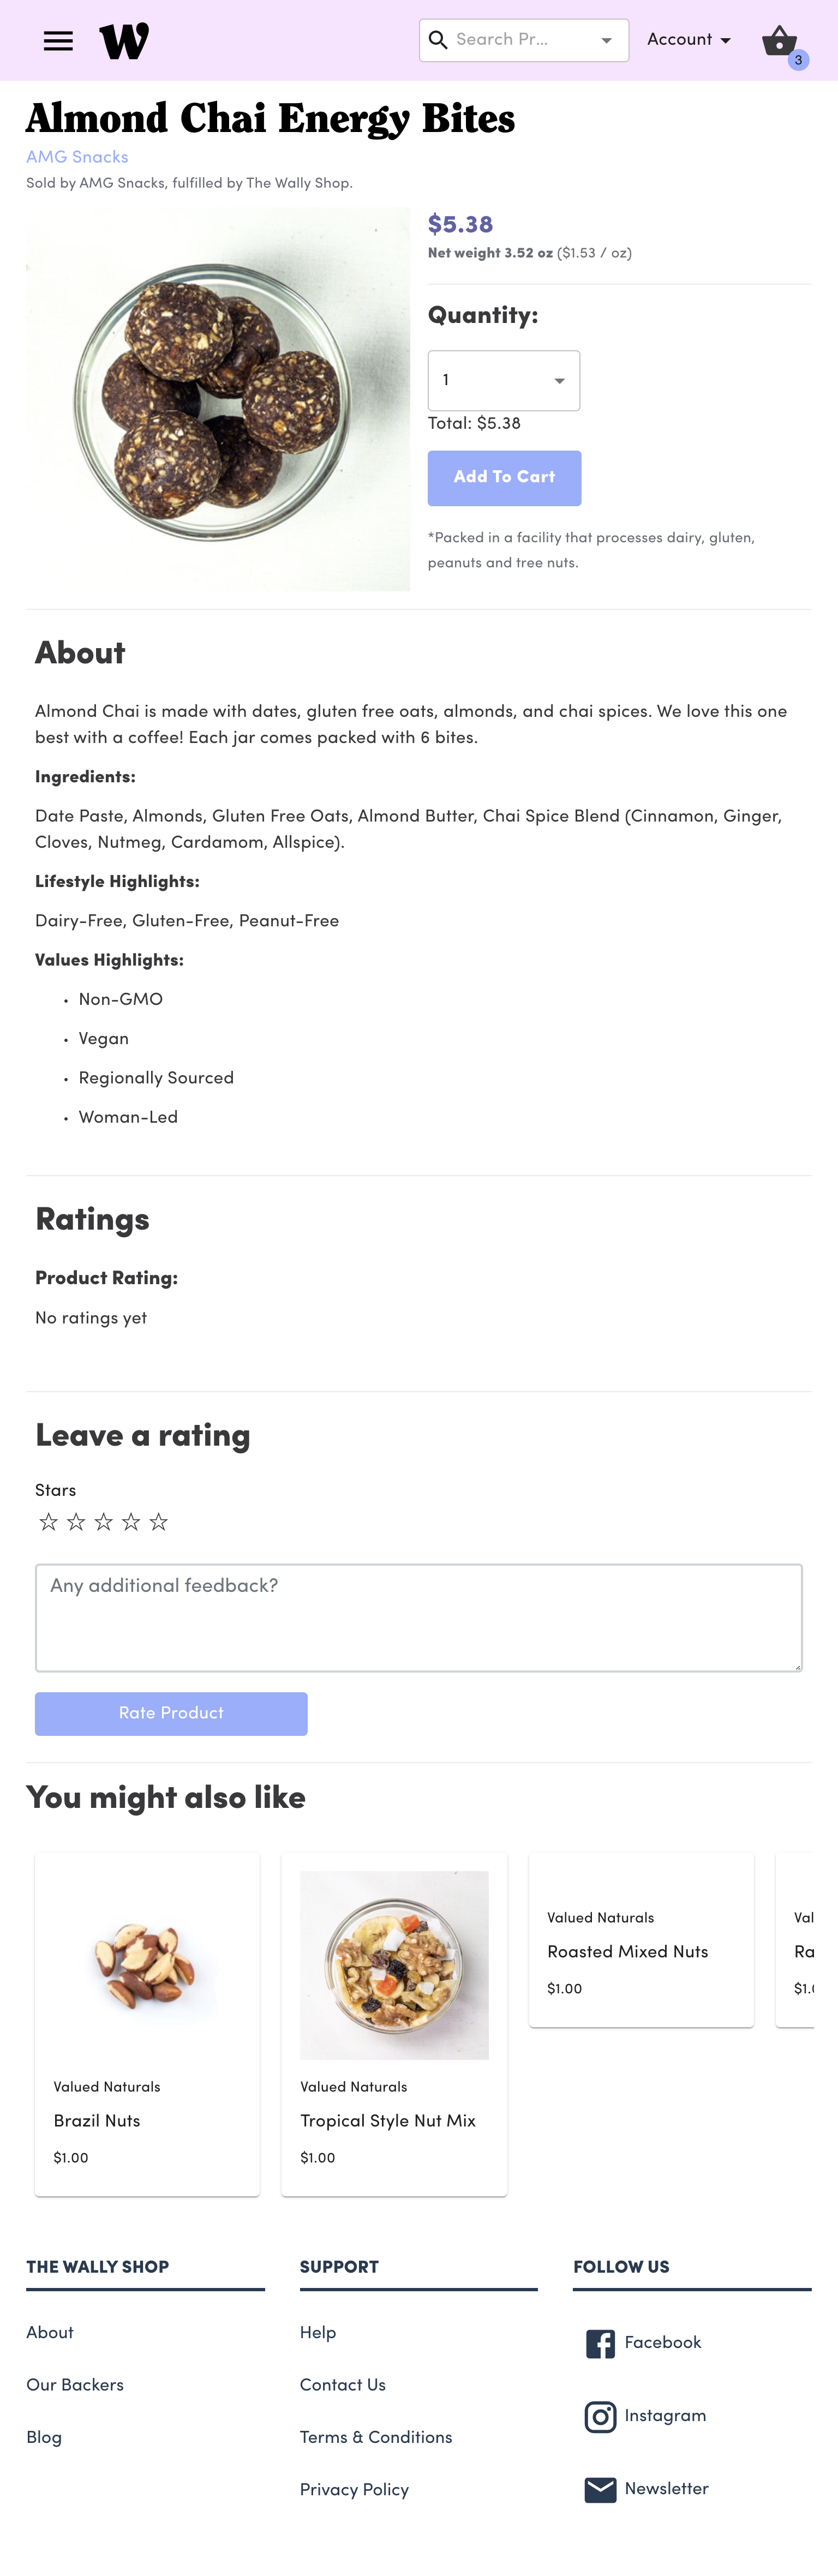 W
Search Pr...
Account
3
Almond Chai Energy Bites
AMG Snacks
Sold by AMG Snacks, fulfilled by The Wally Shop.
$5.38
Net weight 3.52 oz ($1.53 / oz)
Quantity:
1
Total: $5.38
Add To Cart
*Packed in a facility that processes dairy, gluten,
peanuts and tree nuts.
About
Almond Chai is made with dates, gluten free oats, almonds, and chai spices. We love this one
best with a coffee! Each jar comes packed with 6 bites.
Ingredients:
Date Paste, Almonds, Gluten Free Oats, Almond Butter, Chai Spice Blend (Cinnamon, Ginger,
Cloves, Nutmeg, Cardamom, Allspice).
Lifestyle Highlights:
Dairy-Free, Gluten-Free, Peanut-Free
Values Highlights:
• Non-GMO
• Vegan
• Regionally Sourced
• Woman-Led
Ratings
Product Rating:
No ratings yet
Leave a rating
Stars
Any additional feedback?
Rate Product
You might also like
Valued Naturals
Brazil Nuts
$1.00
Valued Naturals
Tropical Style Nut Mix
$1.00
Valued Naturals
Roasted Mixed Nuts
$1.00
Val
Ra
$1.0
THE WALLY SHOP
About
Our Backers
Blog
SUPPORT
Help
Contact Us
Terms & Conditions
Privacy Policy
FOLLOW US
Facebook
Instagram
Newsletter